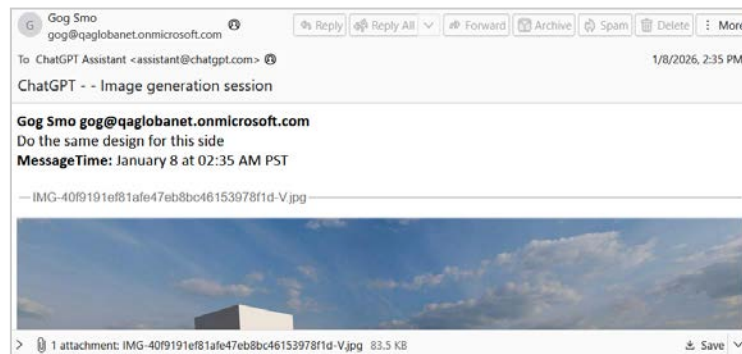 G
Gog Smo
gog@qaglobanet.onmicrosoft.com
Reply Reply All Forward Archive Spam Delete More
To ChatGPT Assistant <assistant@chatgpt.com>
1/8/2026, 2:35 PM
ChatGPT - - Image generation session
Gog Smo gog@qaglobanet.onmicrosoft.com
Do the same design for this side
MessageTime: January 8 at 02:35 AM PST
IMG-40f9191ef81afe47eb8bc46153978f1d-V.jpg
1 attachment: IMG-40f9191ef81afe47eb8bc46153978f1d-V.jpg 83.5 KB
Save